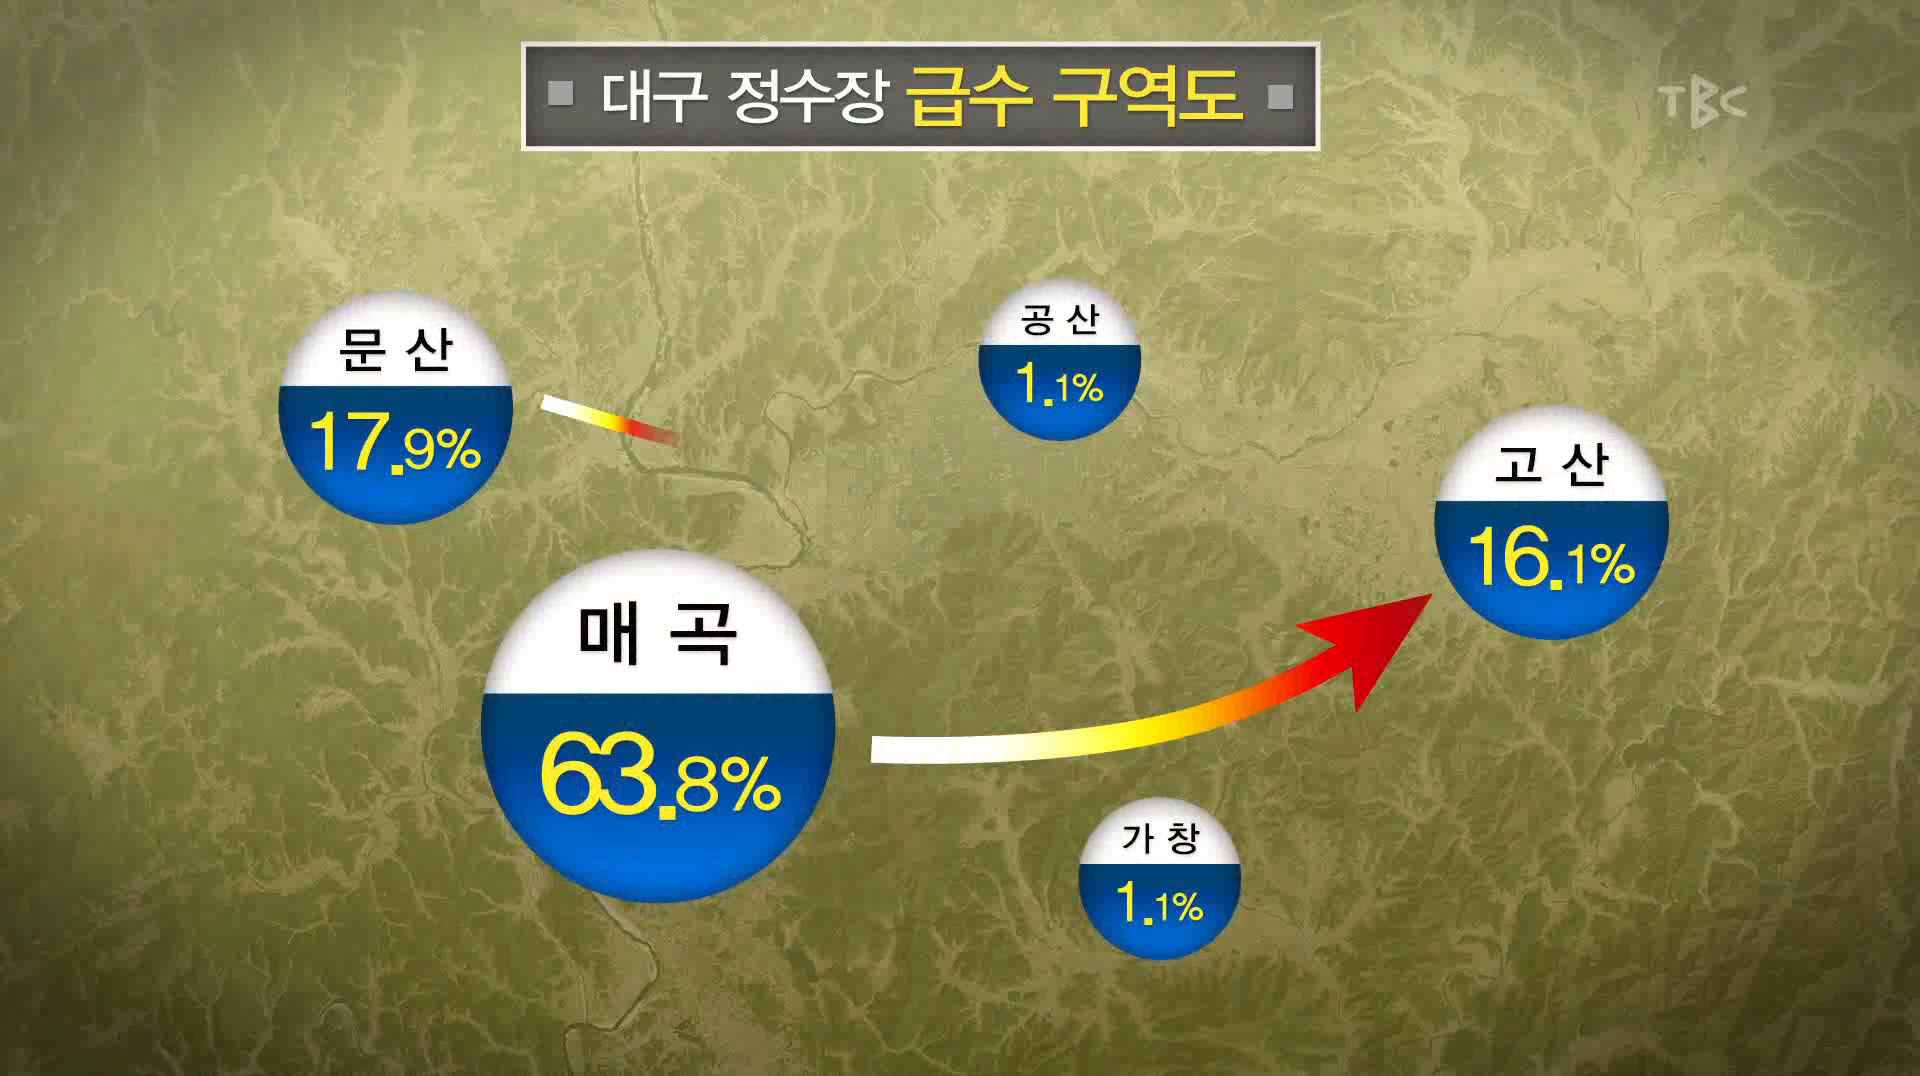 대구 정수장 급수 구역도
TBC
문산
17.9%
공산
1.1%
고산
16.1%
매곡
63.8%
가창
1.1%